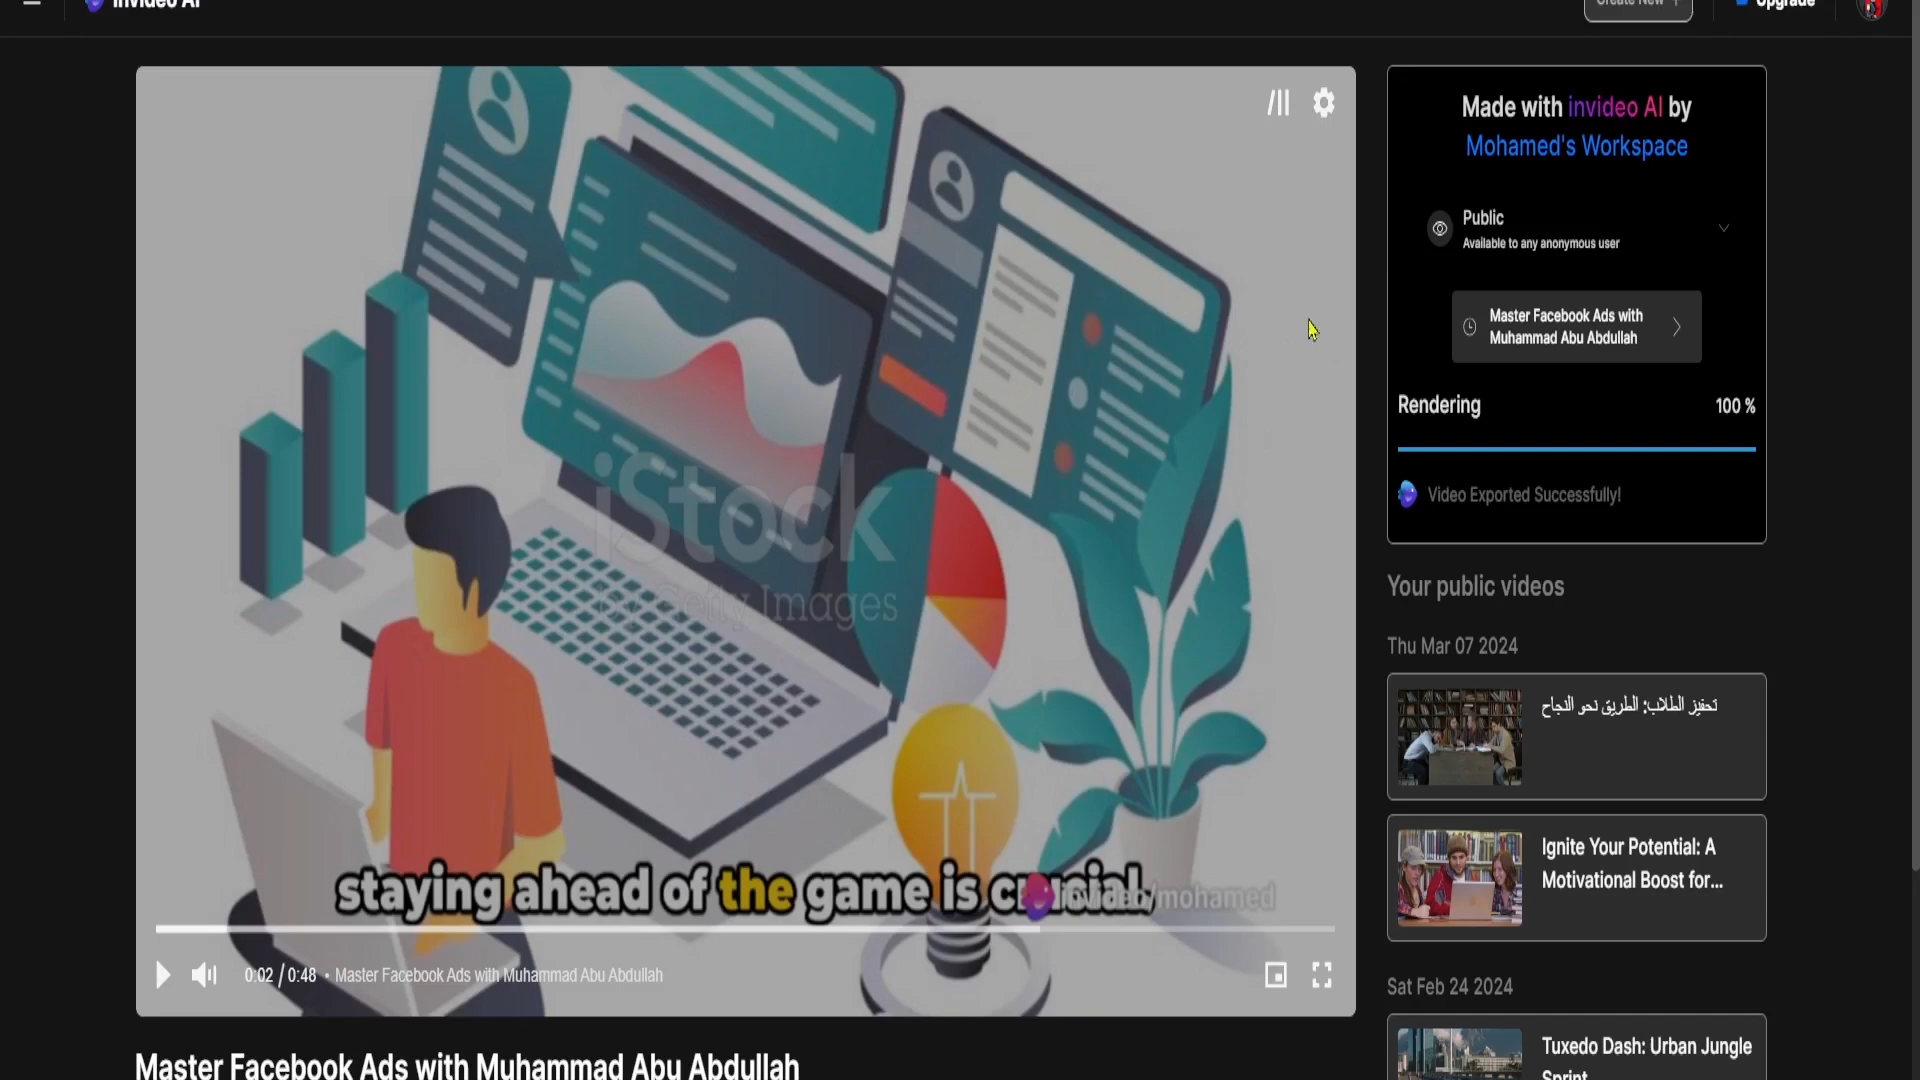 invideo AI
Create New +
Upgrade
iStock
by Getty Images
staying ahead of the game is crucial,
invideo/mohamed
0:02 / 0:48 • Master Facebook Ads with Muhammad Abu Abdullah
Master Facebook Ads with Muhammad Abu Abdullah
Made with invideo AI by
Mohamed's Workspace
Public
Available to any anonymous user
Master Facebook Ads with
Muhammad Abu Abdullah
Rendering 100 %
Video Exported Successfully!
Your public videos
Thu Mar 07 2024
تحفيز الطلاب: الطريق نحو النجاح
Ignite Your Potential: A
Motivational Boost for...
Sat Feb 24 2024
Tuxedo Dash: Urban Jungle
Sprint